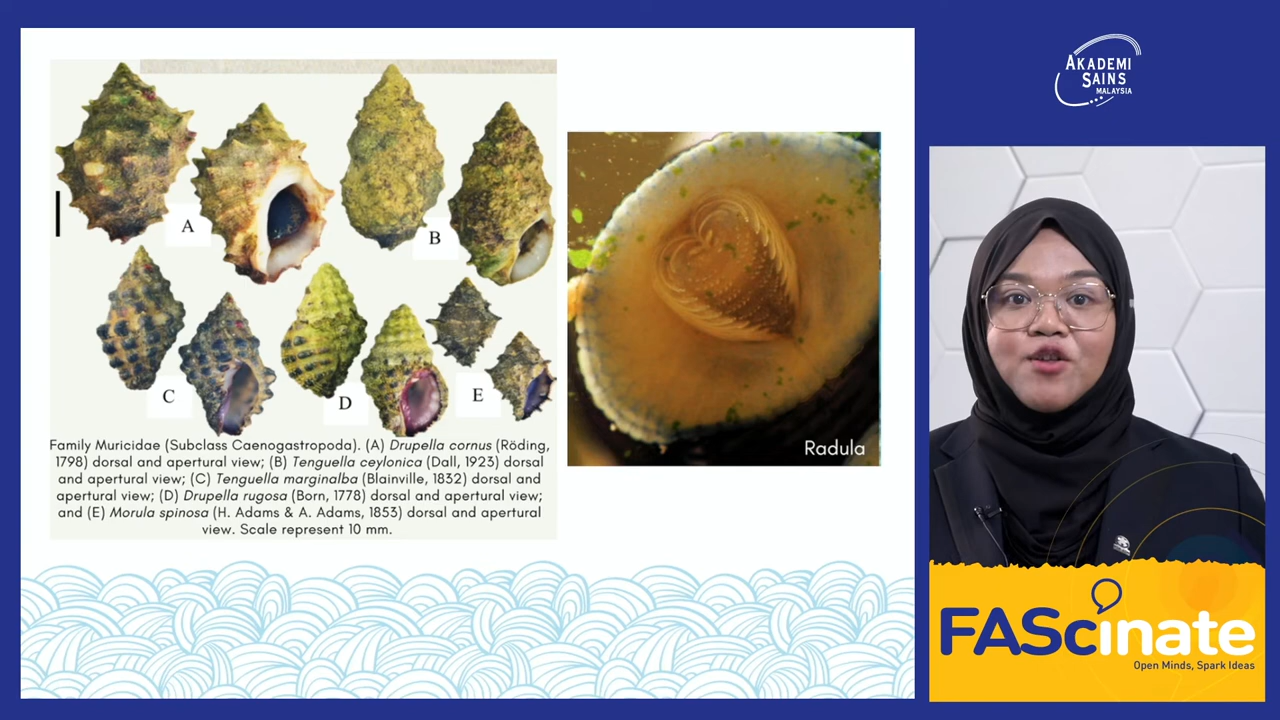 A
B
C
D
E
Family Muricidae (Subclass Caenogastropoda). (A) Drupella cornus (Röding,
1798) dorsal and apertural view; (B) Tenguella ceylonica (Dall, 1923) dorsal
and apertural view; (C) Tenguella marginalba (Blainville, 1832) dorsal and
apertural view; (D) Drupella rugosa (Born, 1778) dorsal and apertural view;
and (E) Morula spinosa (H. Adams & A. Adams, 1853) dorsal and apertural
view. Scale represent 10 mm.
Radula
AKADEMI
SAINS
MALAYSIA
FAScinate
Open Minds, Spark Ideas